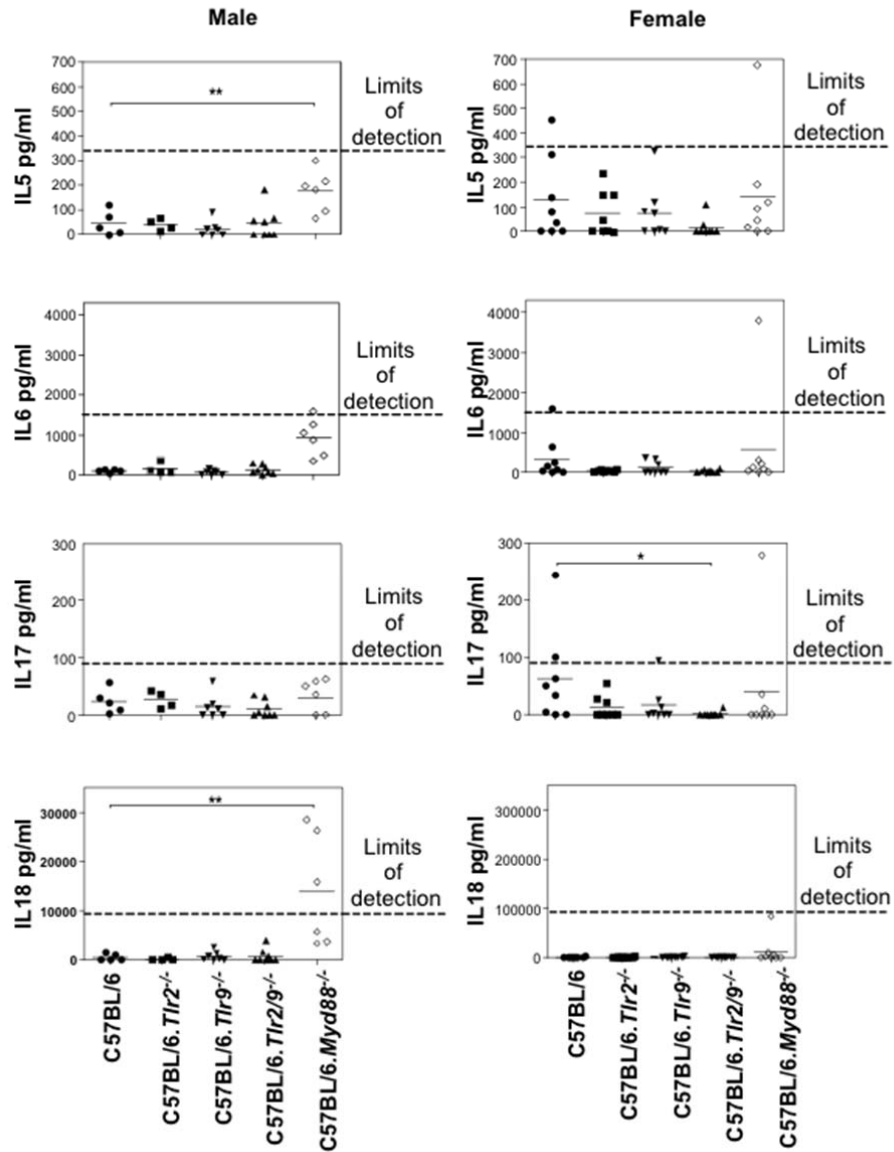 Male
Female
IL5 pg/ml
700
600
500
400
300
200
100
0
**
Limits
of
detection
IL5 pg/ml
700
600
500
400
300
200
100
0
Limits
of
detection
IL6 pg/ml
4000
3000
2000
1000
0
Limits
of
detection
IL6 pg/ml
4000
3000
2000
1000
0
Limits
of
detection
IL17 pg/ml
300
200
100
0
Limits
of
detection
IL17 pg/ml
300
200
100
0
*
Limits
of
detection
IL18 pg/ml
30000
20000
10000
0
**
Limits
of
detection
IL18 pg/ml
300000
200000
100000
0
Limits
of
detection
C57BL/6
C57BL/6.Tlr2-/-
C57BL/6.Tlr9-/-
C57BL/6.Tlr2/9-/-
C57BL/6.Myd88-/-
C57BL/6
C57BL/6.Tlr2-/-
C57BL/6.Tlr9-/-
C57BL/6.Tlr2/9-/-
C57BL/6.Myd88-/-